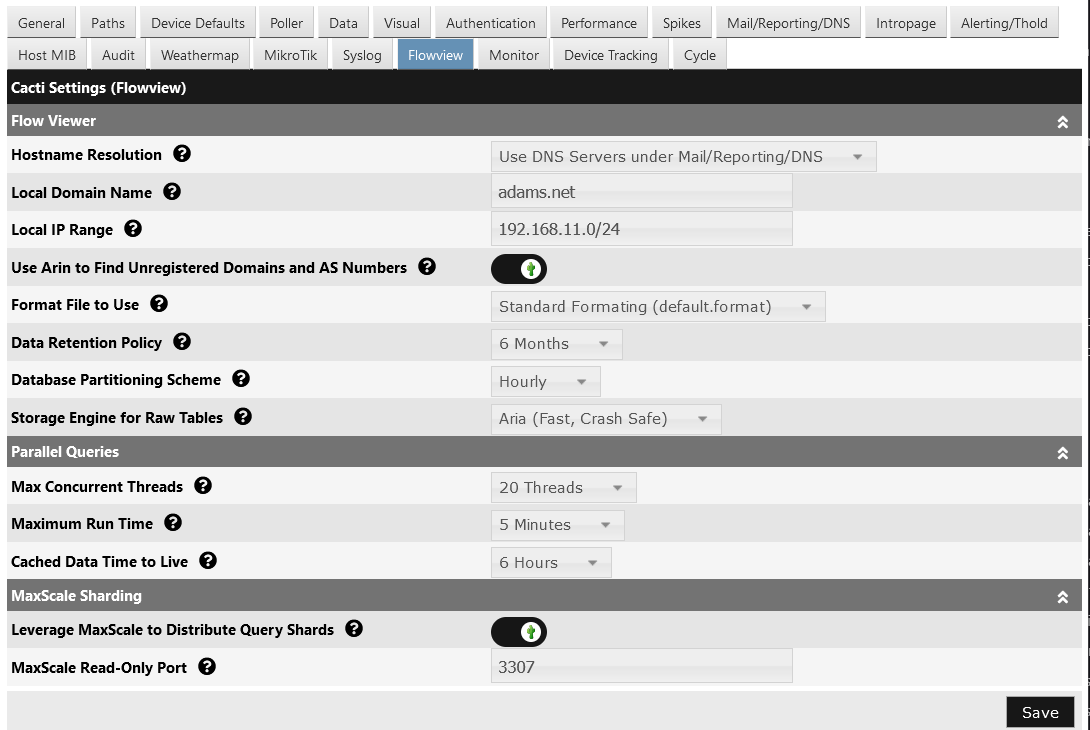 General Paths Device Defaults Poller Data Visual Authentication Performance Spikes Mail/Reporting/DNS Intropage Alerting/Thold
Host MIB Audit Weathermap MikroTik Syslog Flowview Monitor Device Tracking Cycle
Cacti Settings (Flowview)
Flow Viewer
Hostname Resolution ? Use DNS Servers under Mail/Reporting/DNS
Local Domain Name ? adams.net
Local IP Range ? 192.168.11.0/24
Use Arin to Find Unregistered Domains and AS Numbers ?
Format File to Use ? Standard Formating (default.format)
Data Retention Policy ? 6 Months
Database Partitioning Scheme ? Hourly
Storage Engine for Raw Tables ? Aria (Fast, Crash Safe)
Parallel Queries
Max Concurrent Threads ? 20 Threads
Maximum Run Time ? 5 Minutes
Cached Data Time to Live ? 6 Hours
MaxScale Sharding
Leverage MaxScale to Distribute Query Shards ?
MaxScale Read-Only Port ? 3307
Save